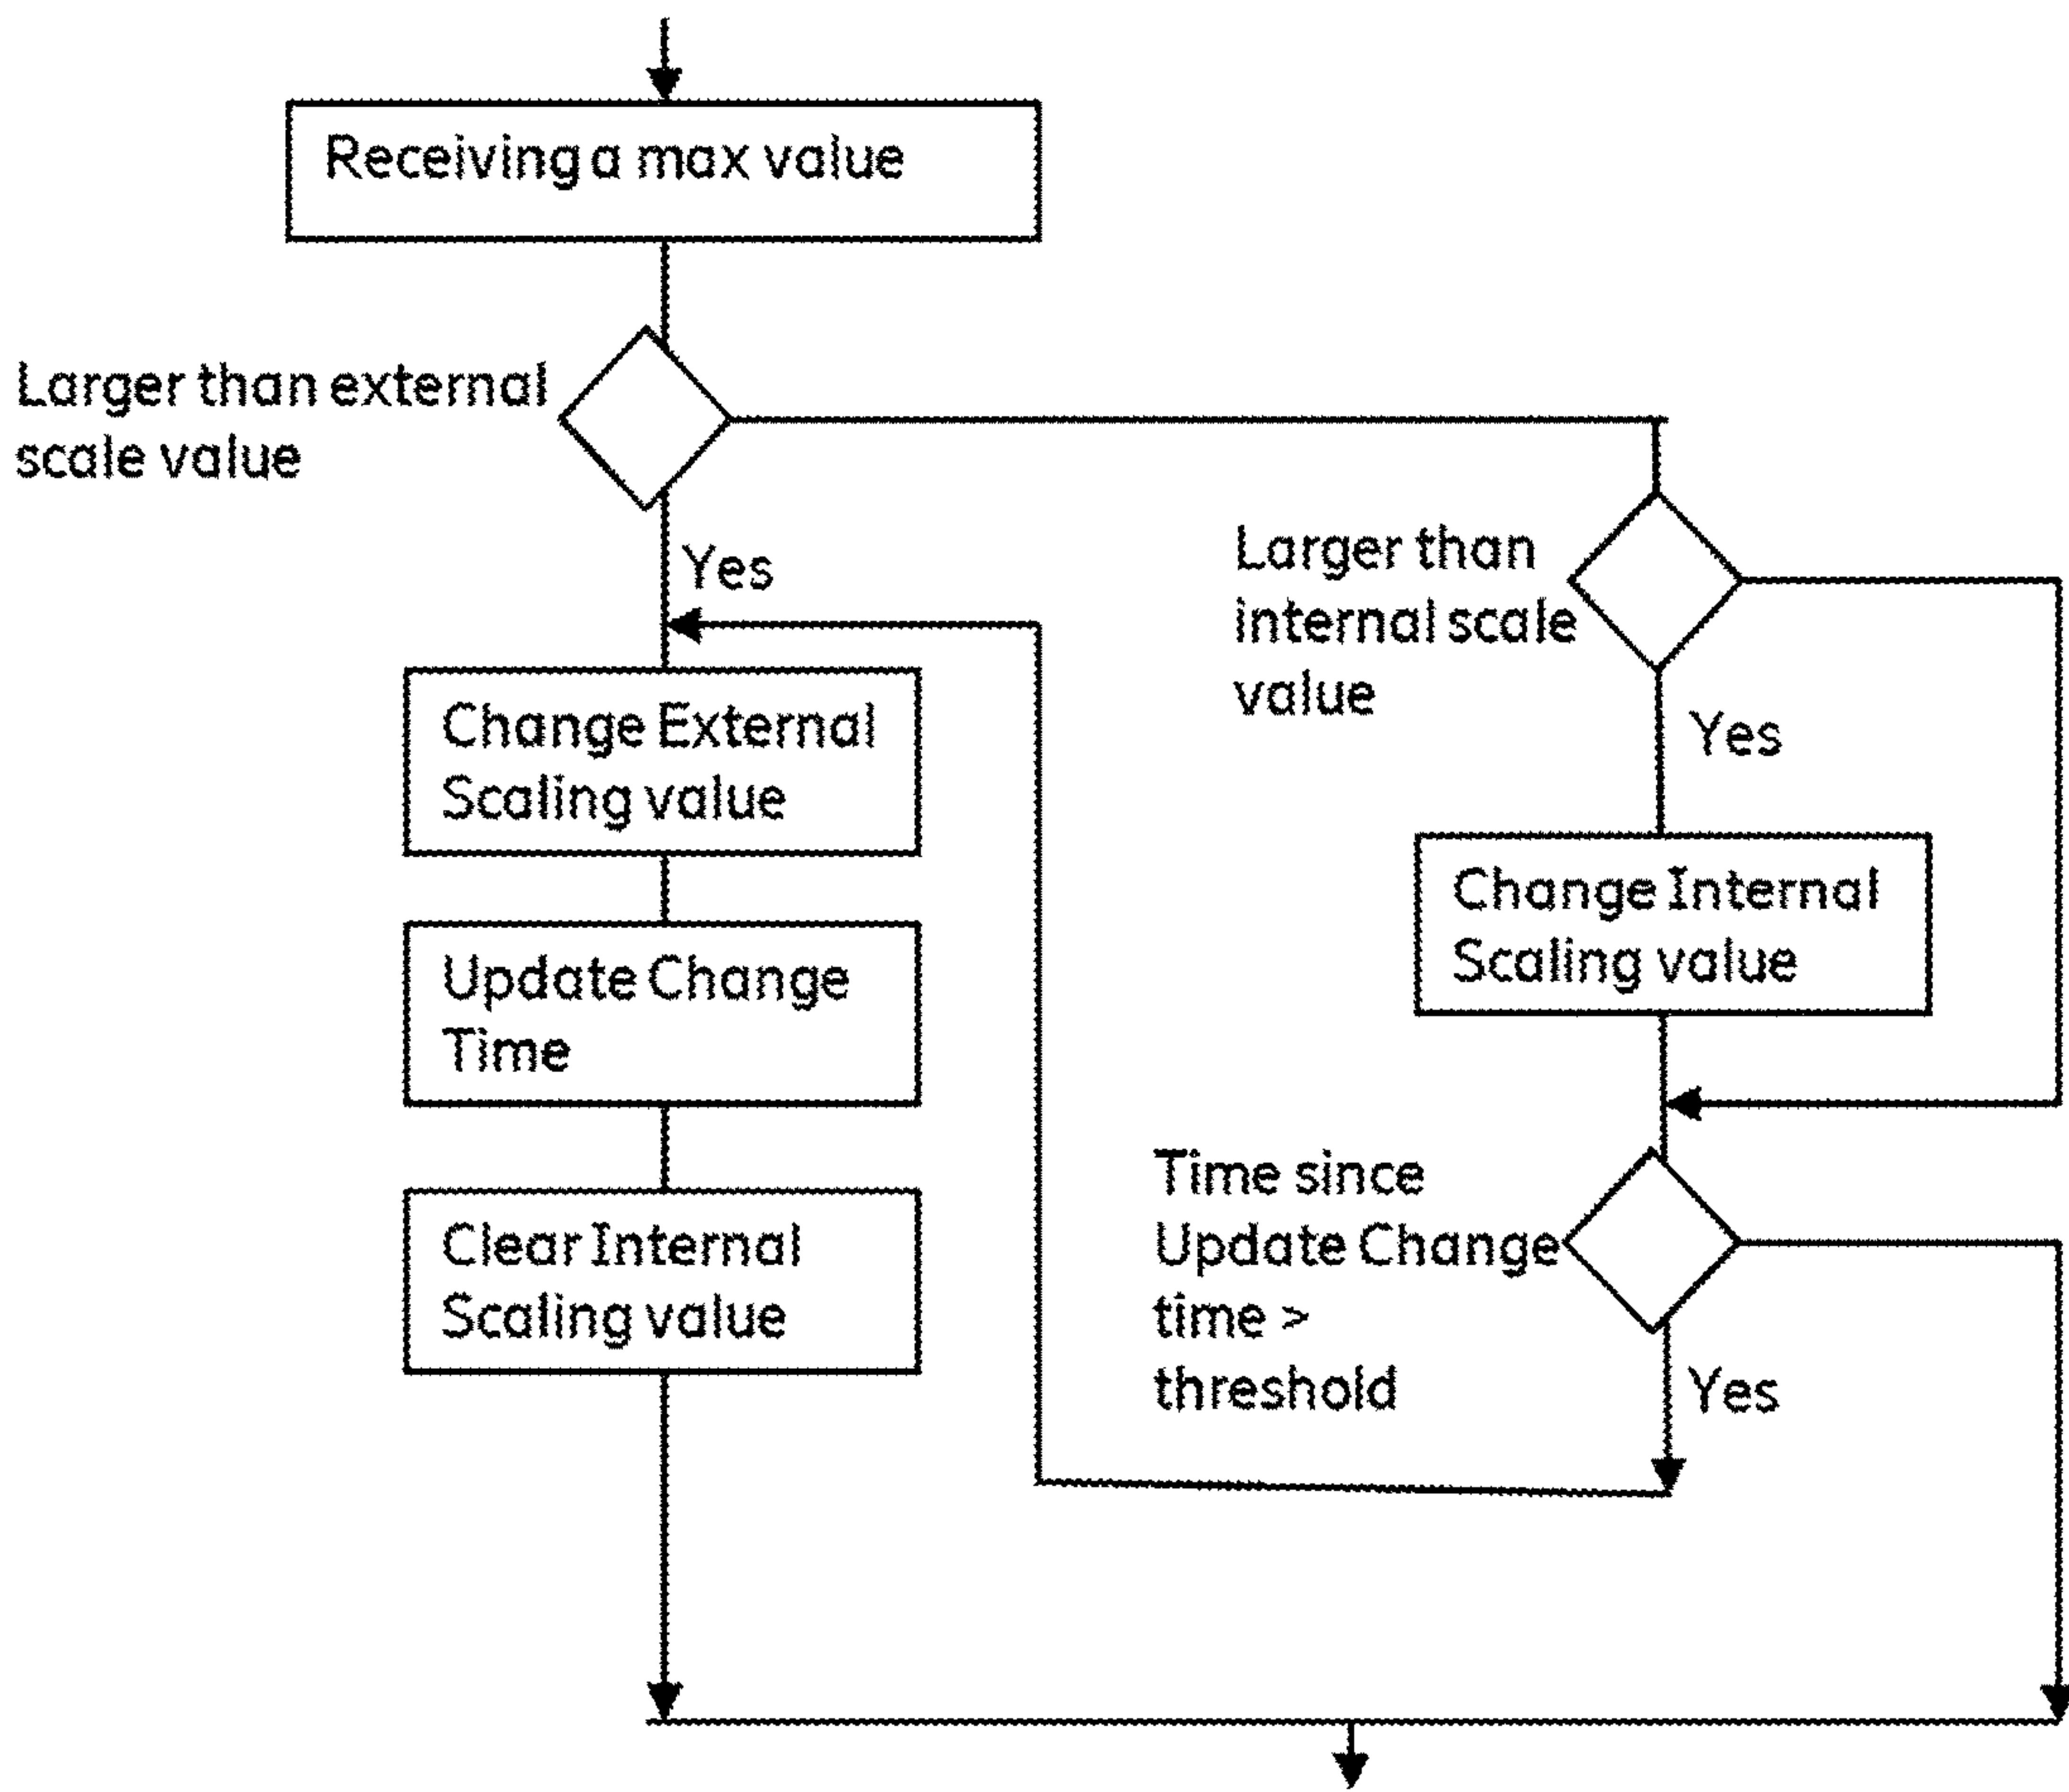 Receiving a max value
Larger than external
scale value
Yes
Change External
Scaling value
Update Change
Time
Clear Internal
Scaling value
Larger than
internal scale
value
Yes
Change Internal
Scaling value
Time since
Update Change
time >
threshold
Yes